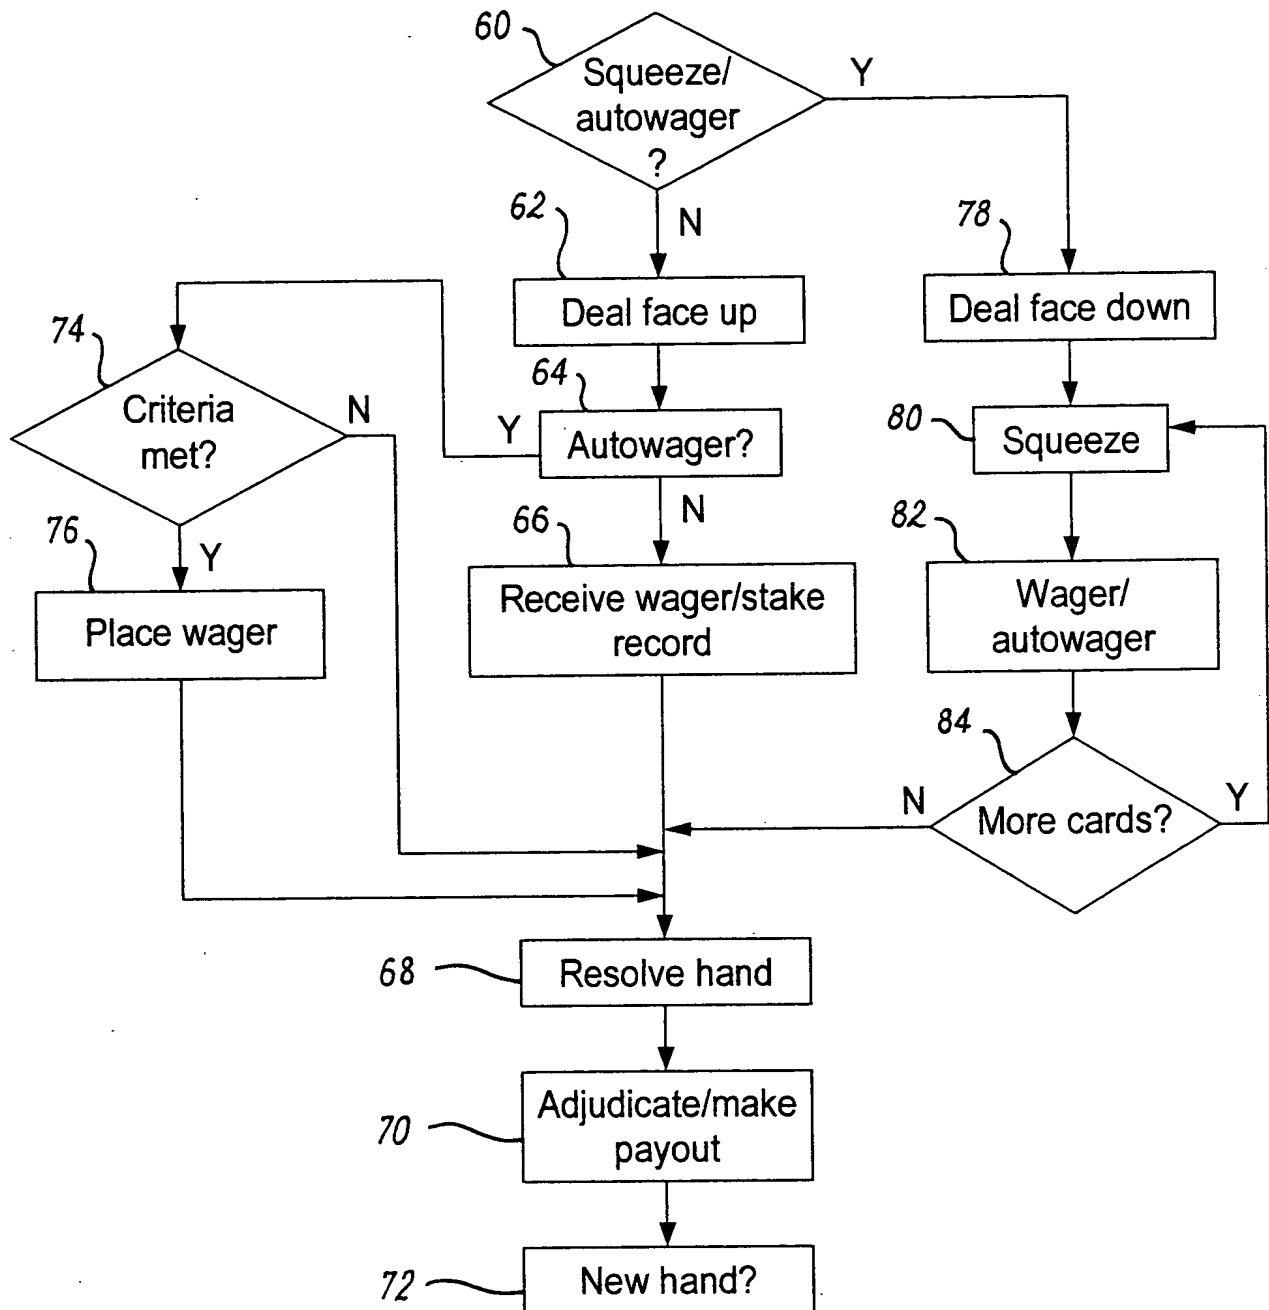 60
Squeeze/
autowager
?
Y
N
62
Deal face up
78
Deal face down
74
Criteria
met?
N
Y
64
Autowager?
Y
N
80
Squeeze
76
Place wager
66
Receive wager/stake
record
82
Wager/
autowager
84
More cards?
N
Y
68
Resolve hand
70
Adjudicate/make
payout
72
New hand?